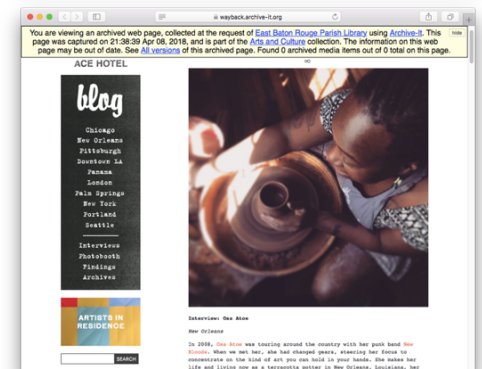 wayback.archive-it.org
You are viewing an archived web page, collected at the request of East Baton Rouge Parish Library using Archive-It. This
page was captured on 21:38:39 Apr 08, 2018, and is part of the Arts and Culture collection. The information on this web
page may be out of date. See All versions of this archived page. Found 0 archived media items out of 0 total on this page.
hide
ACE HOTEL
blog
Chicago
New Orleans
Pittsburgh
Downtown LA
Panama
London
Palm Springs
New York
Portland
Seattle
Interviews
Photobooth
Findings
Archives
ARTISTS IN
RESIDENCE
SEARCH
Interview: Osa Atoe
New Orleans
In 2008, Osa Atoe was touring around the country with her punk band New
Bloods. When we met her, she had changed gears, steering her focus to
concentrate on the kind of art you can hold in your hands. She makes her
life and living now as a terracotta potter in New Orleans, Louisiana, her